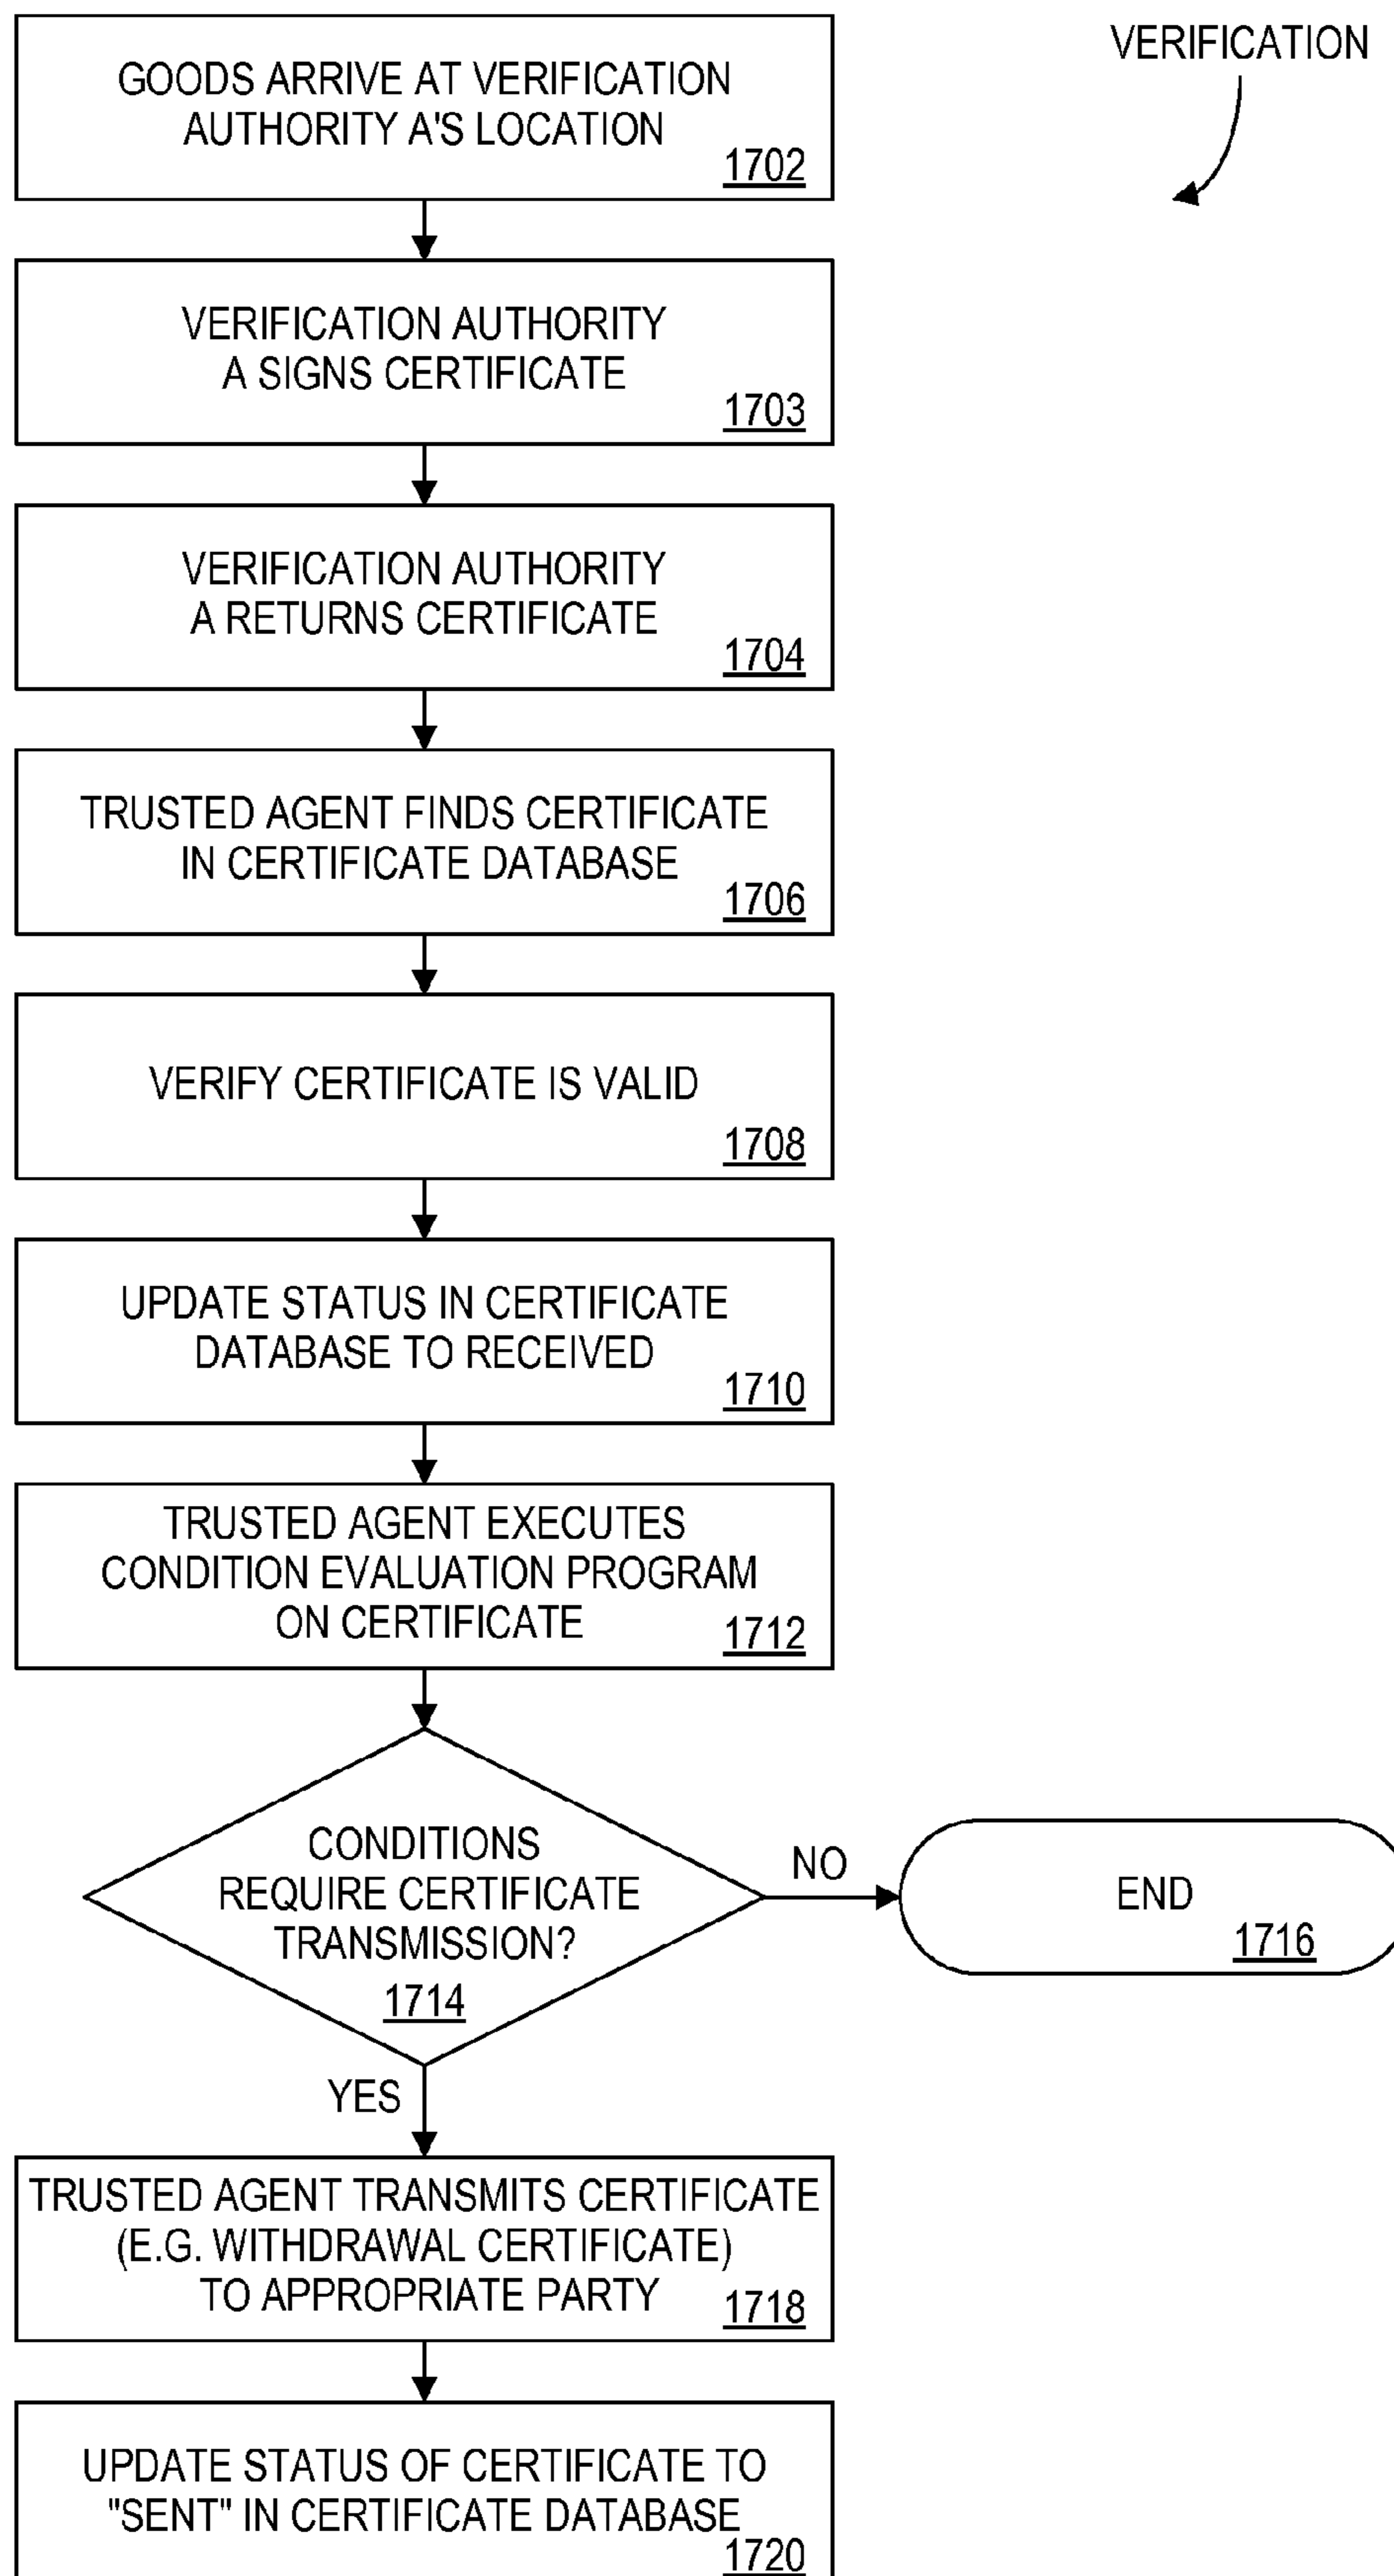 VERIFICATION
GOODS ARRIVE AT VERIFICATION
AUTHORITY A'S LOCATION
1702
VERIFICATION AUTHORITY
A SIGNS CERTIFICATE
1703
VERIFICATION AUTHORITY
A RETURNS CERTIFICATE
1704
TRUSTED AGENT FINDS CERTIFICATE
IN CERTIFICATE DATABASE
1706
VERIFY CERTIFICATE IS VALID
1708
UPDATE STATUS IN CERTIFICATE
DATABASE TO RECEIVED
1710
TRUSTED AGENT EXECUTES
CONDITION EVALUATION PROGRAM
ON CERTIFICATE
1712
CONDITIONS
REQUIRE CERTIFICATE
TRANSMISSION?
1714
NO
END
1716
YES
TRUSTED AGENT TRANSMITS CERTIFICATE
(E.G. WITHDRAWAL CERTIFICATE)
TO APPROPRIATE PARTY
1718
UPDATE STATUS OF CERTIFICATE TO
"SENT" IN CERTIFICATE DATABASE
1720